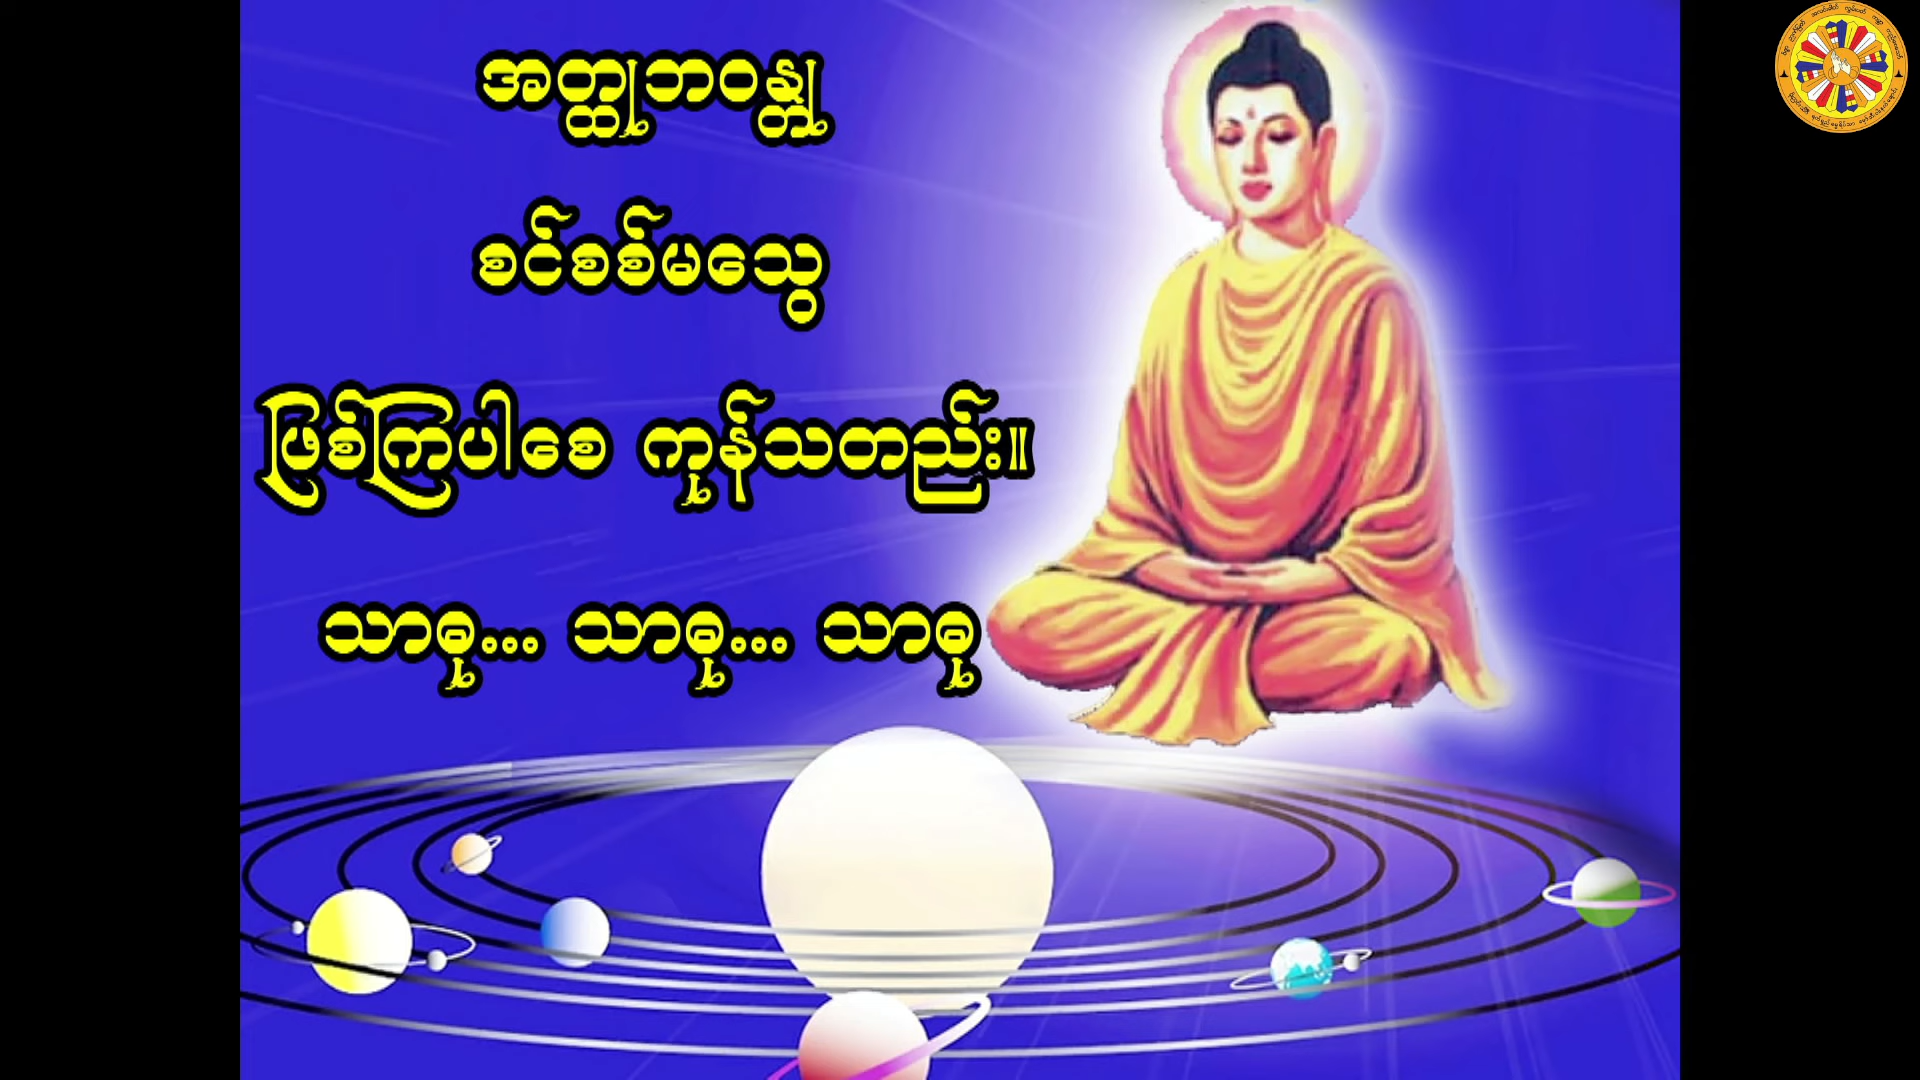 အတ္ထုဘဝန္တု
စင်စစ်မသွေ
ဖြစ်ကြပါစေ ကုန်သတည်း။
သာဓု... သာဓု... သာဓု